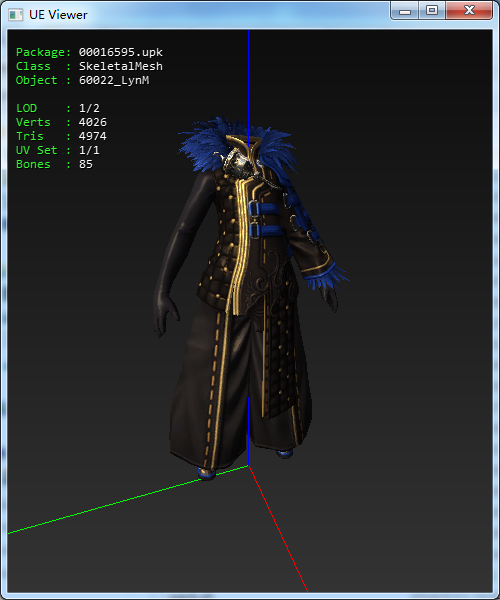 UE Viewer
Package: 00016595.upk
Class : SkeletalMesh
Object : 60022_LynM
LOD : 1/2
Verts : 4026
Tris : 4974
UV Set : 1/1
Bones : 85